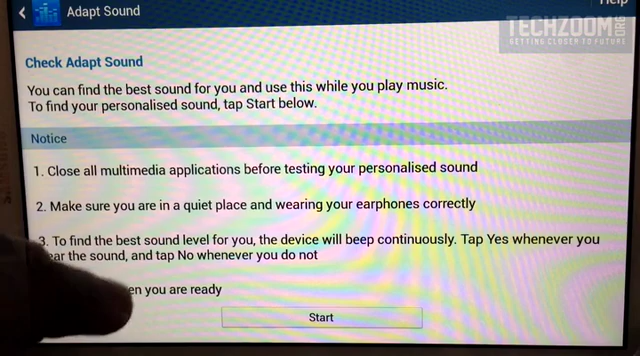 Adapt Sound
Help
TECHZOOM.ORG
GETTING CLOSER TO FUTURE
Check Adapt Sound
You can find the best sound for you and use this while you play music.
To find your personalised sound, tap Start below.
Notice
1. Close all multimedia applications before testing your personalised sound
2. Make sure you are in a quiet place and wearing your earphones correctly
3. To find the best sound level for you, the device will beep continuously. Tap Yes whenever you
the sound, and tap No whenever you do not
you are ready
Start